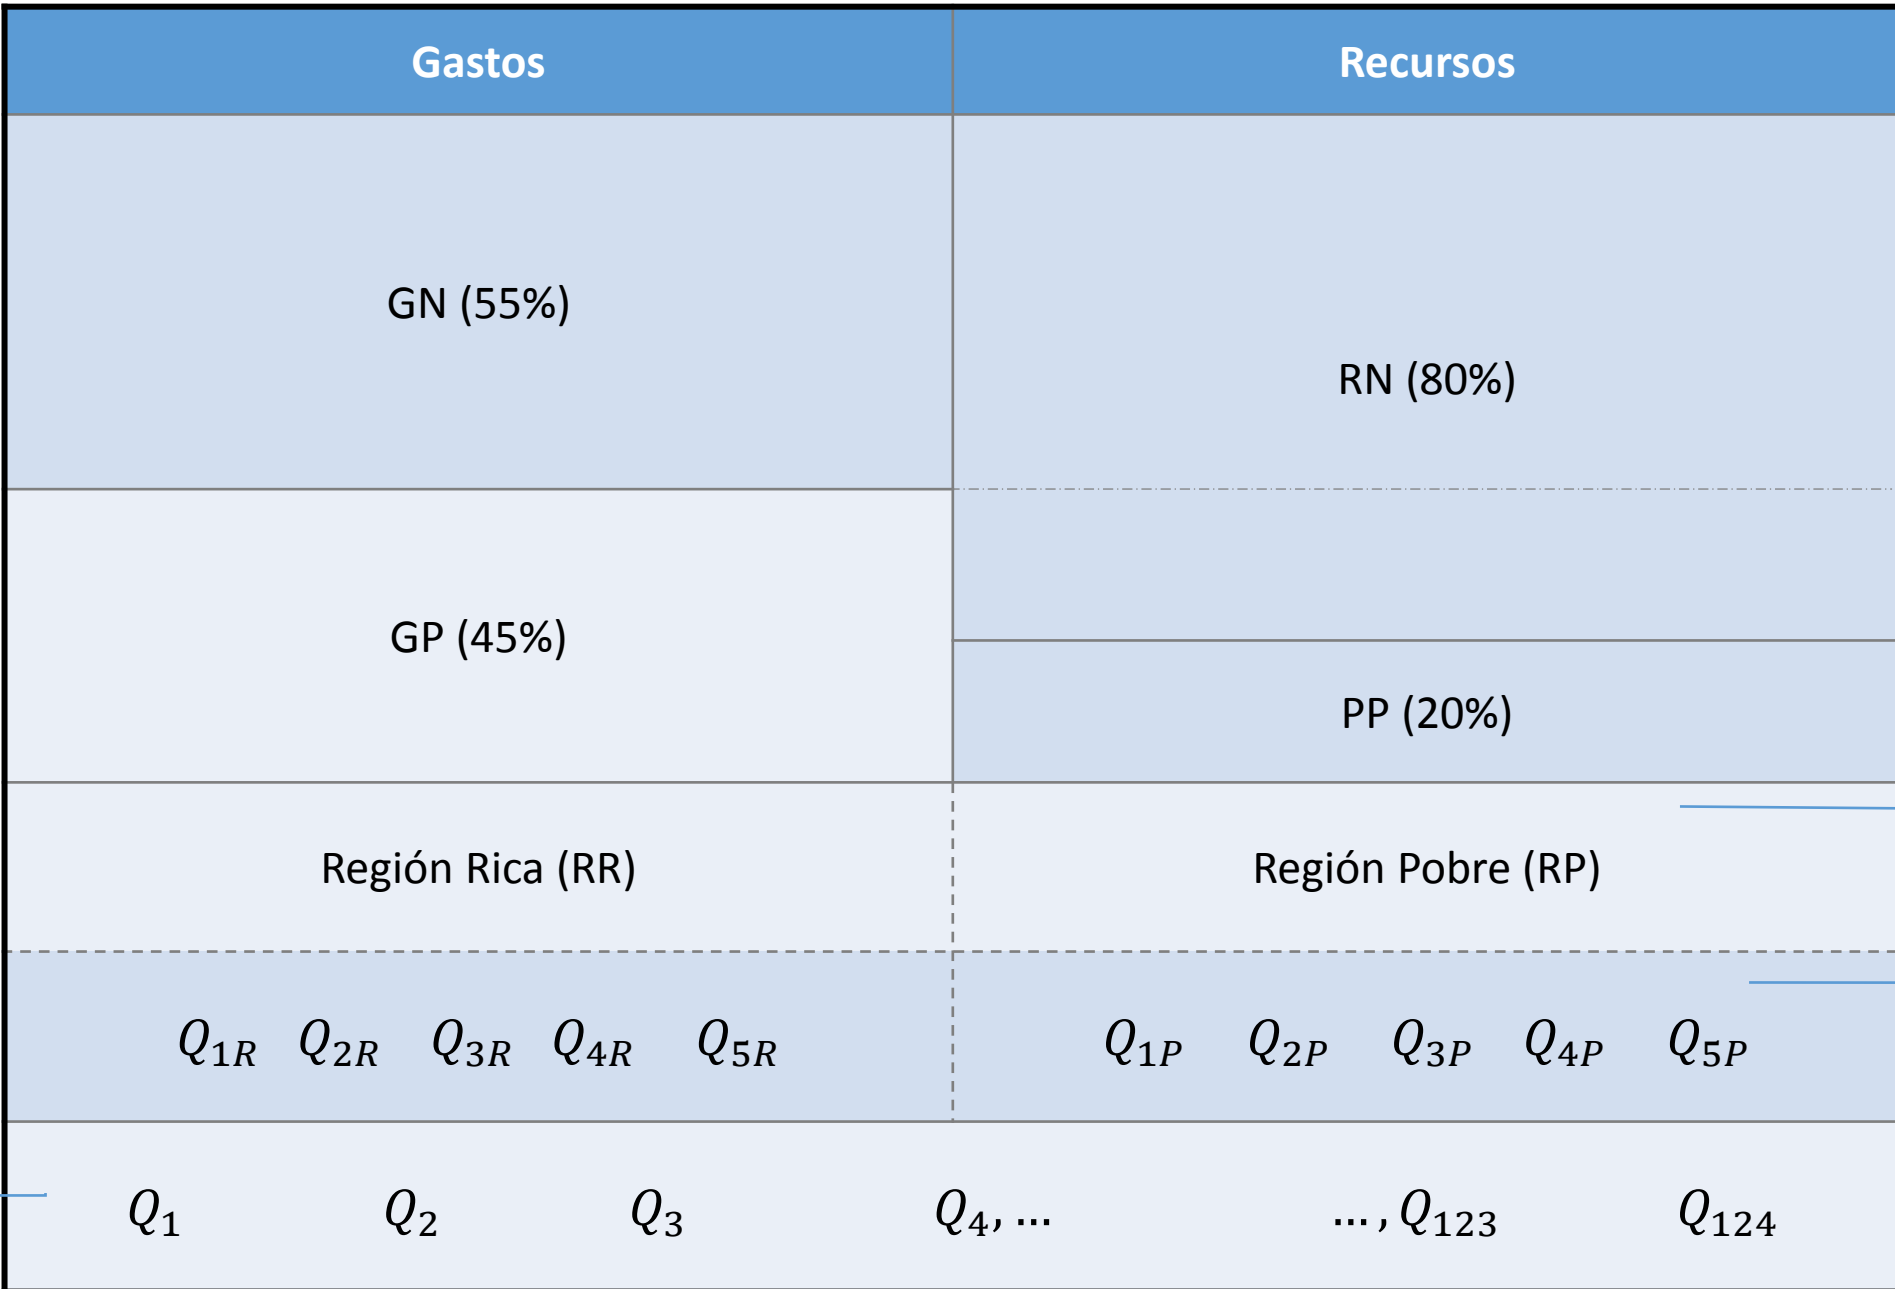 Gastos Recursos
GN (55%)
RN (80%)
GP (45%)
PP (20%)
Región Rica (RR) Región Pobre (RP)
Q₁R Q₂R Q₃R Q₄R Q₅R Q₁P Q₂P Q₃P Q₄P Q₅P
Q₁ Q₂ Q₃ Q₄, … … , Q₁₂₃ Q₁₂₄